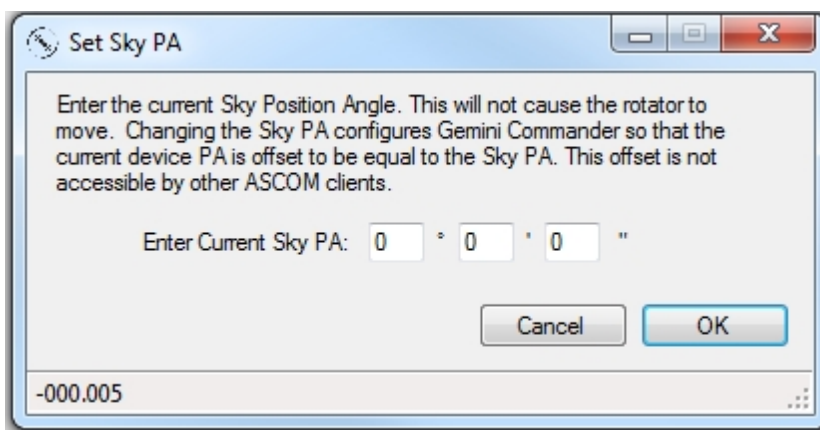 Set Sky PA
Enter the current Sky Position Angle. This will not cause the rotator to
move.  Changing the Sky PA configures Gemini Commander so that the
current device PA is offset to be equal to the Sky PA. This offset is not
accessible by other ASCOM clients.
Enter Current Sky PA: 0 ° 0 ' 0 "
Cancel OK
-000.005